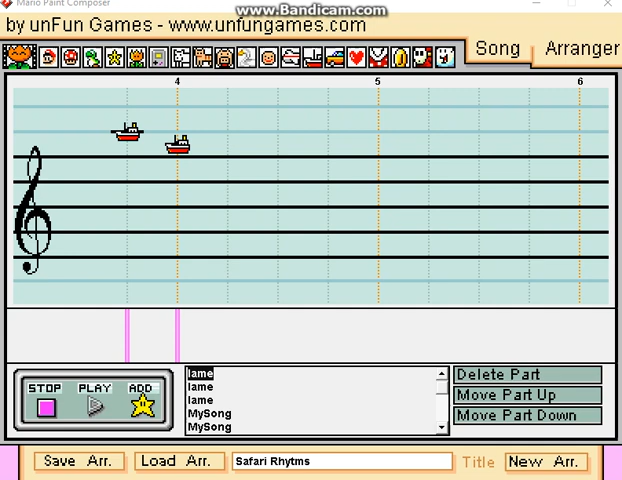 Mario Paint Composer
www.Bandicam.com
by unFun Games - www.unfungames.com
Song
Arranger
4
5
6
STOP
PLAY
ADD
lame
lame
lame
MySong
MySong
Delete Part
Move Part Up
Move Part Down
Save Arr.
Load Arr.
Safari Rhytms
Title
New Arr.